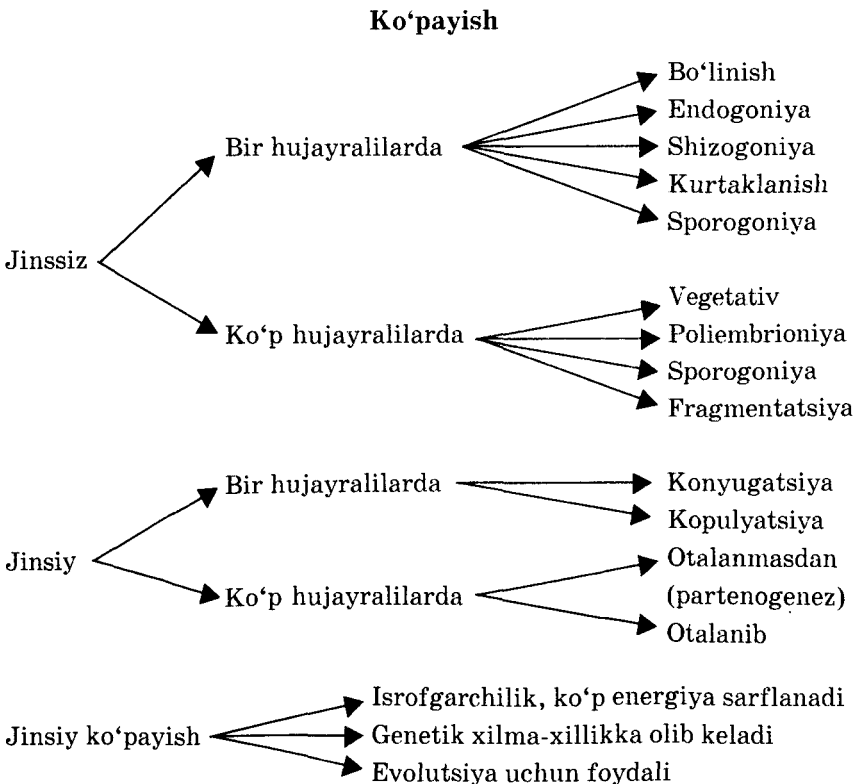 Ko‘payish
Bo‘linish
Endogoniya
Bir hujayralilarda
Shizogoniya
Kurtaklanish
Sporogoniya
Jinssiz
Vegetativ
Ko‘p hujayralilarda
Poliembrioniya
Sporogoniya
Fragmentatsiya
Bir hujayralilarda
Konyugatsiya
Kopulyatsiya
Jinsiy
Otalanmasdan
Ko‘p hujayralilarda
(partenogenez)
Otalanib
Isrofgarchilik, ko‘p energiya sarflanadi
Jinsiy ko‘payish
Genetik xilma-xillikka olib keladi
Evolutsiya uchun foydali